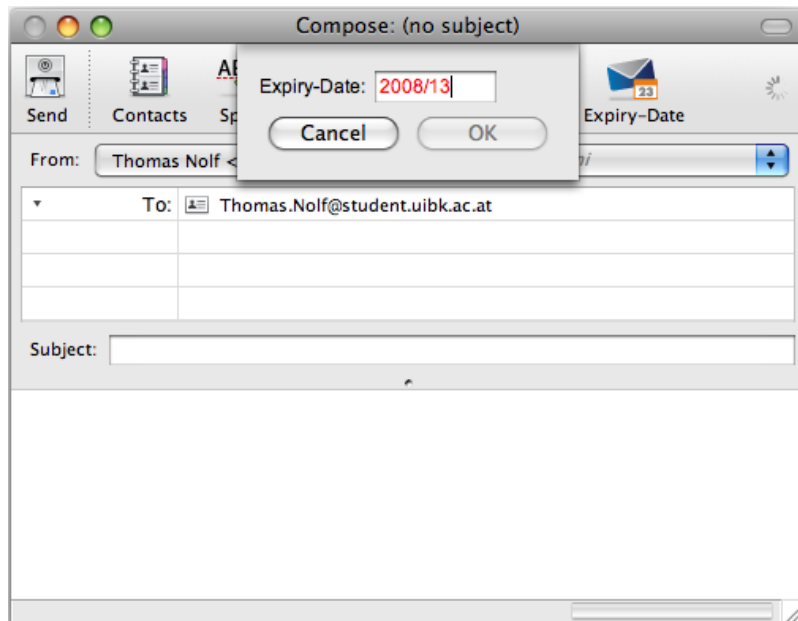 Compose: (no subject)
Expiry-Date: 2008/13
Cancel OK
Send Contacts Expiry-Date
23
From: Thomas Nolf <
To: Thomas.Nolf@student.uibk.ac.at
Subject: